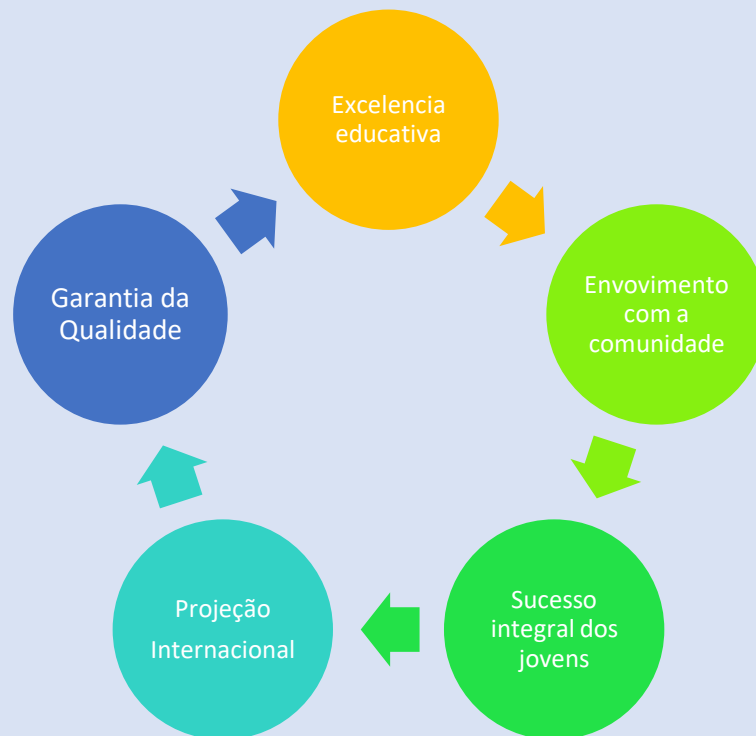 Excelencia
educativa
Envovimento
com a
comunidade
Sucesso
integral dos
jovens
Projeção
Internacional
Garantia da
Qualidade